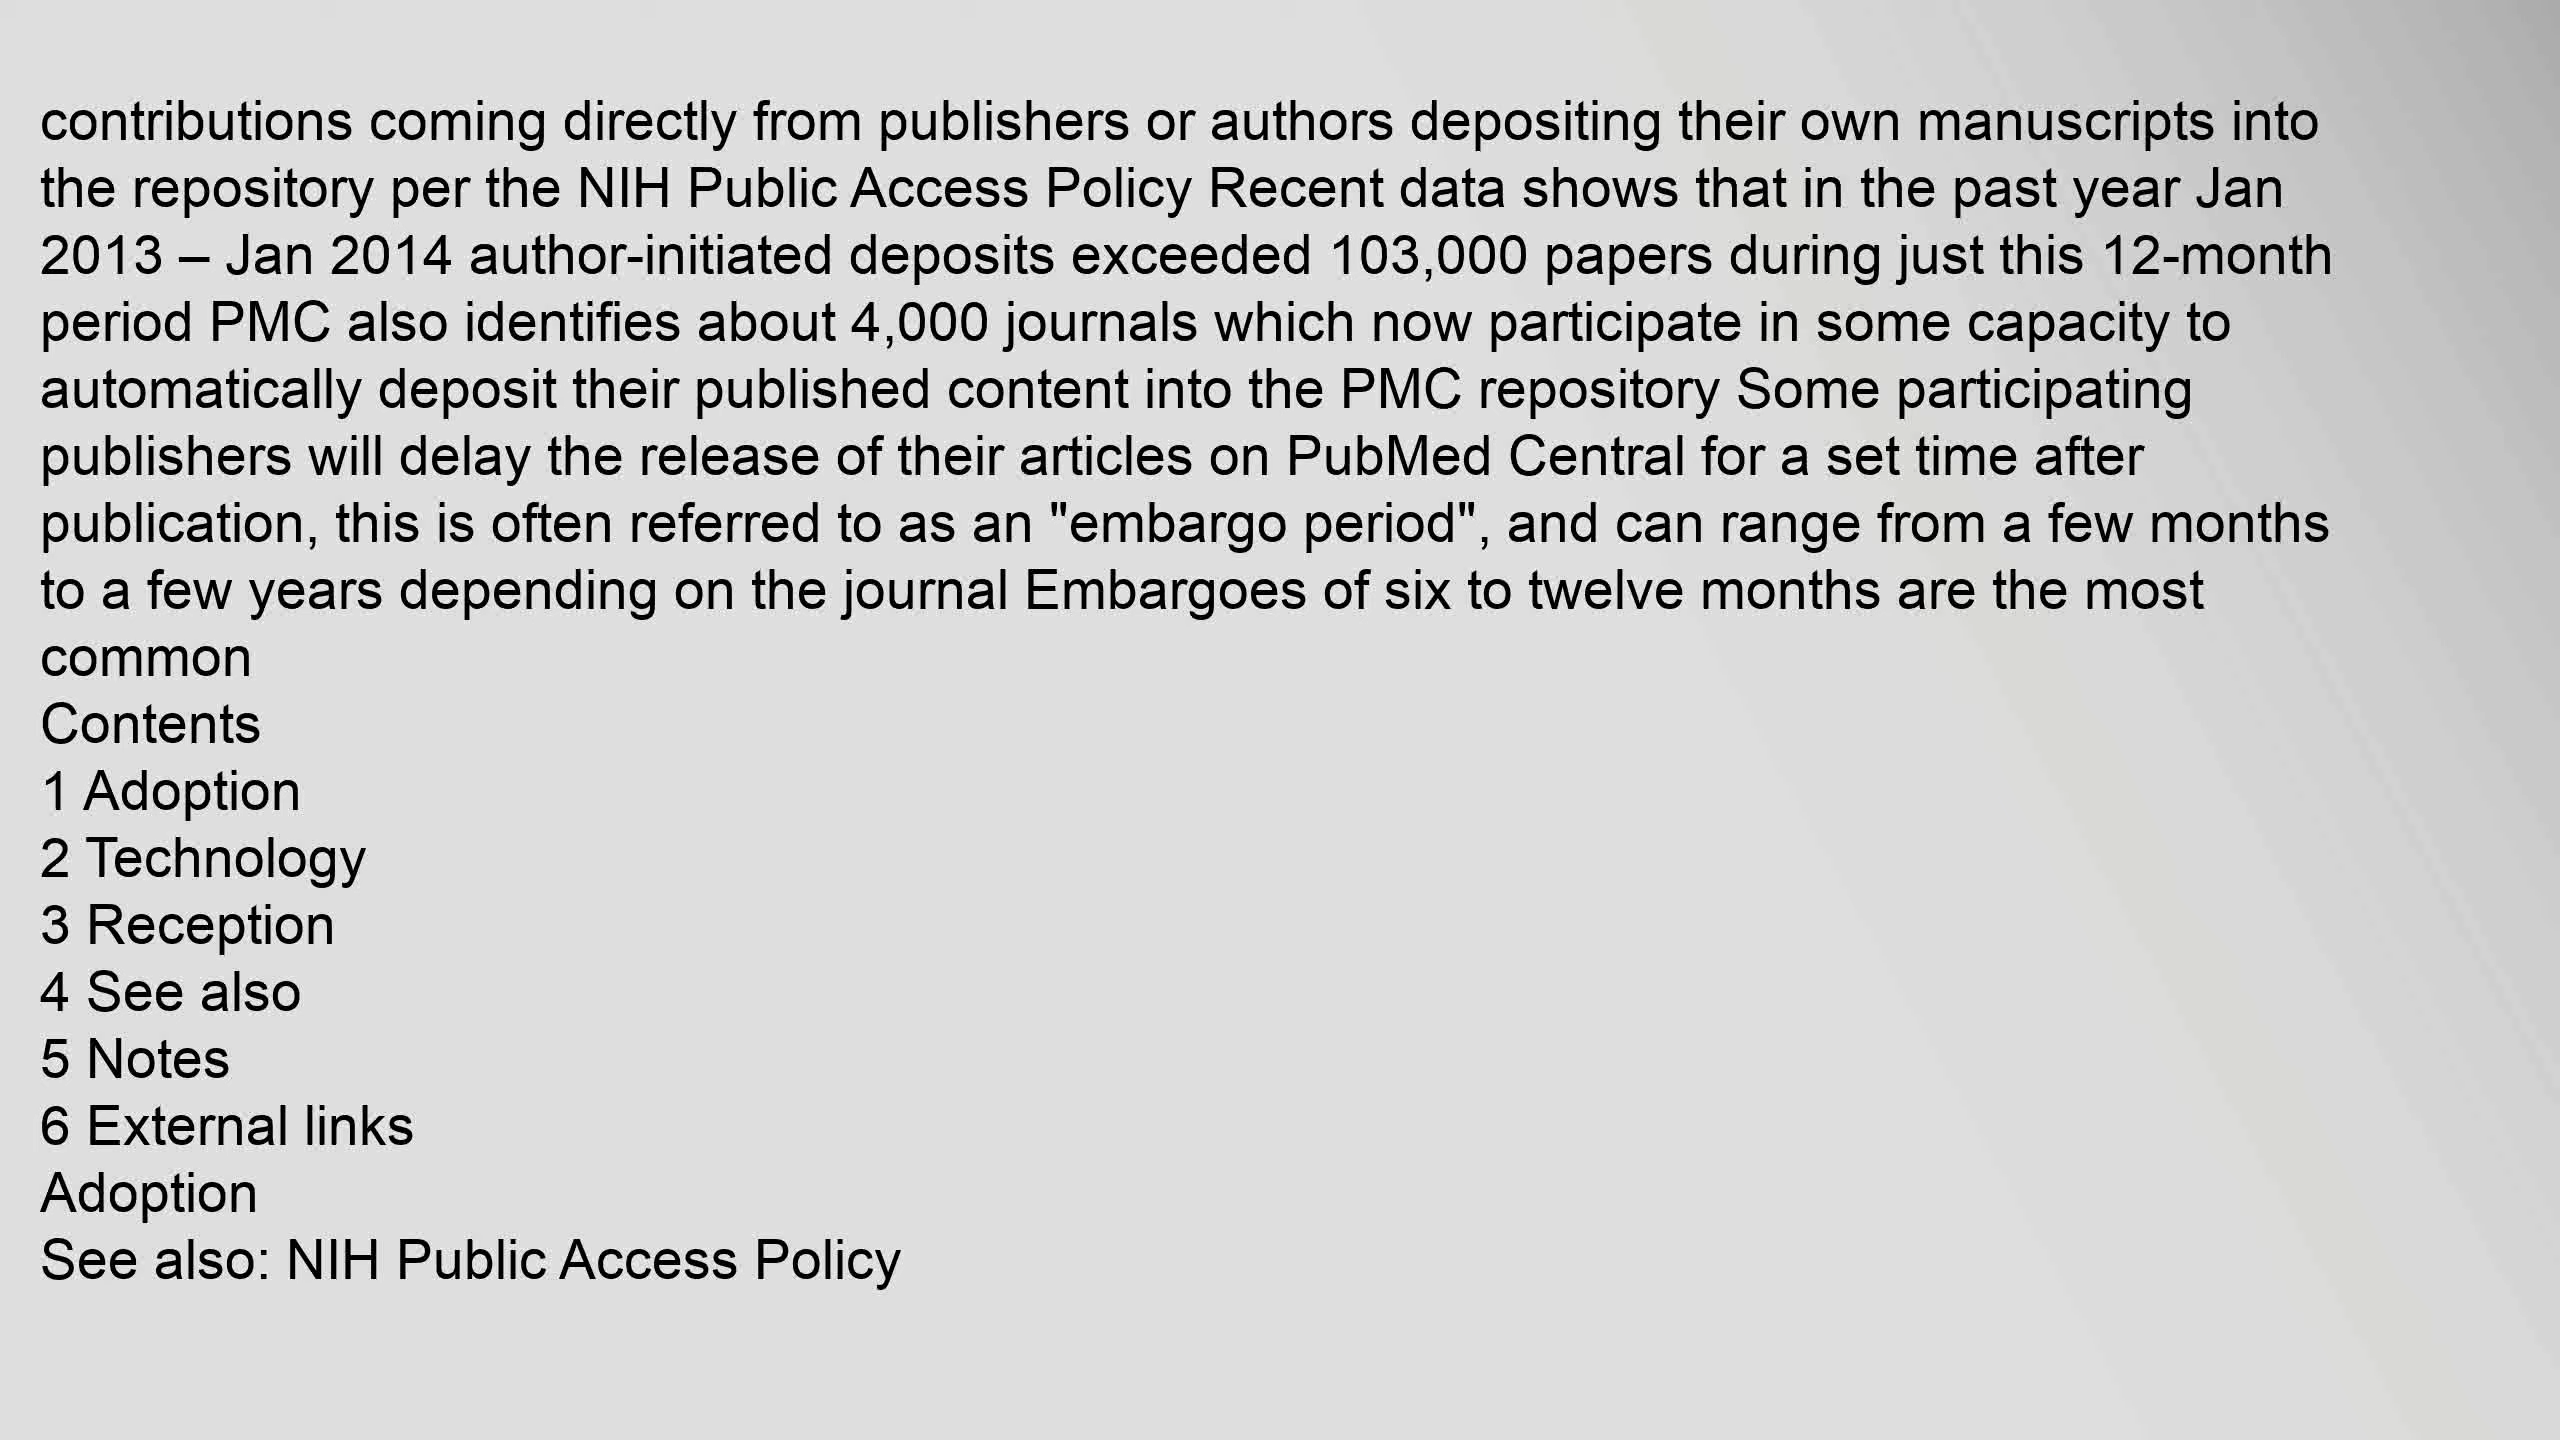 contributions coming directly from publishers or authors depositing their own manuscripts into
the repository per the NIH Public Access Policy Recent data shows that in the past year Jan
2013 – Jan 2014 author-initiated deposits exceeded 103,000 papers during just this 12-month
period PMC also identifies about 4,000 journals which now participate in some capacity to
automatically deposit their published content into the PMC repository Some participating
publishers will delay the release of their articles on PubMed Central for a set time after
publication, this is often referred to as an "embargo period", and can range from a few months
to a few years depending on the journal Embargoes of six to twelve months are the most
common
Contents
1 Adoption
2 Technology
3 Reception
4 See also
5 Notes
6 External links
Adoption
See also: NIH Public Access Policy